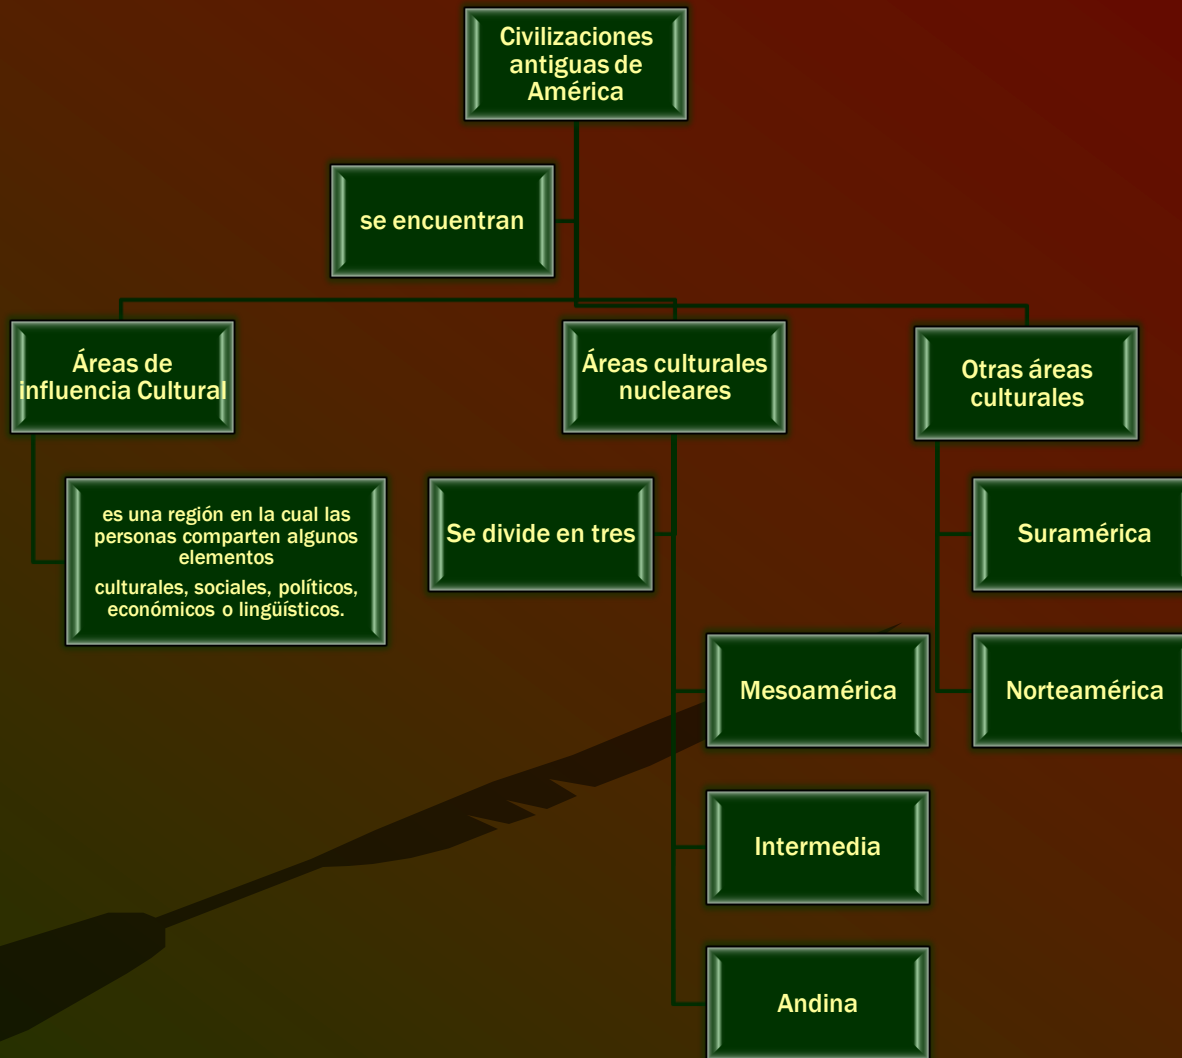 Civilizaciones
antiguas de
América
se encuentran
Áreas de
influencia Cultural
es una región en la cual las
personas comparten algunos
elementos
culturales, sociales, políticos,
económicos o lingüísticos.
Áreas culturales
nucleares
Se divide en tres
Mesoamérica
Intermedia
Andina
Otras áreas
culturales
Suramérica
Norteamérica